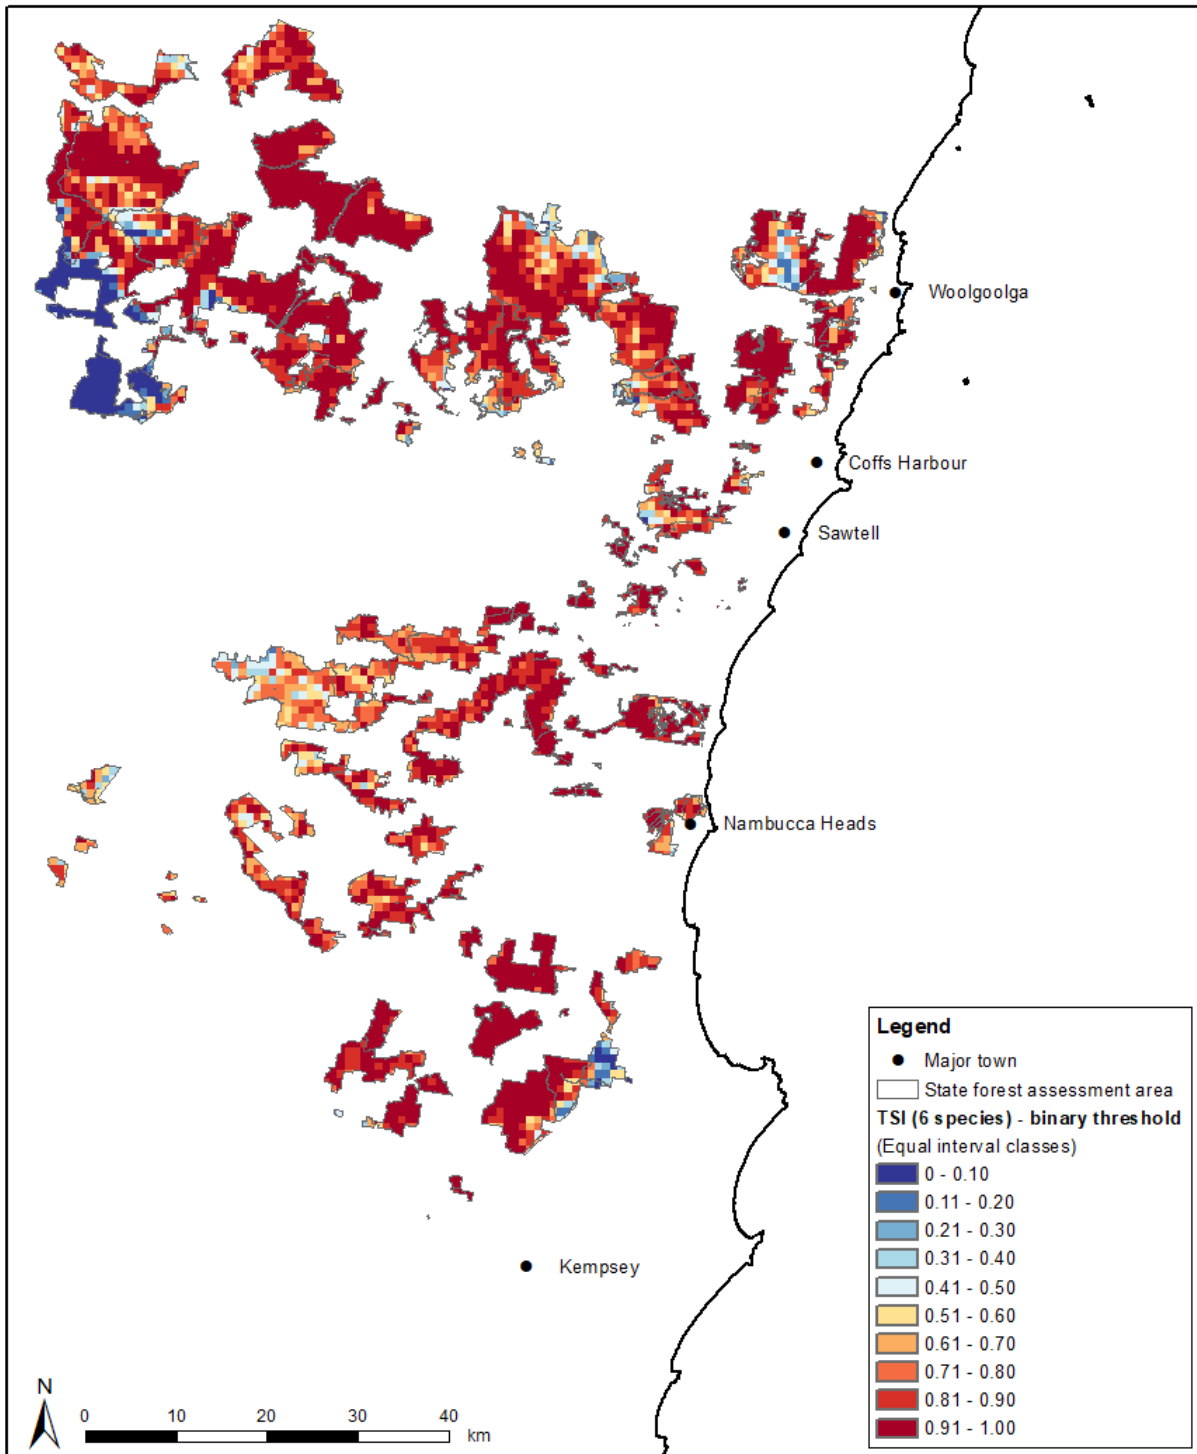 Woolgoolga
Coffs Harbour
Sawtell
Nambucca Heads
Kempsey
Legend
Major town
State forest assessment area
TSI (6 species) - binary threshold
(Equal interval classes)
0 - 0.10
0.11 - 0.20
0.21 - 0.30
0.31 - 0.40
0.41 - 0.50
0.51 - 0.60
0.61 - 0.70
0.71 - 0.80
0.81 - 0.90
0.91 - 1.00
N
0 10 20 30 40
km